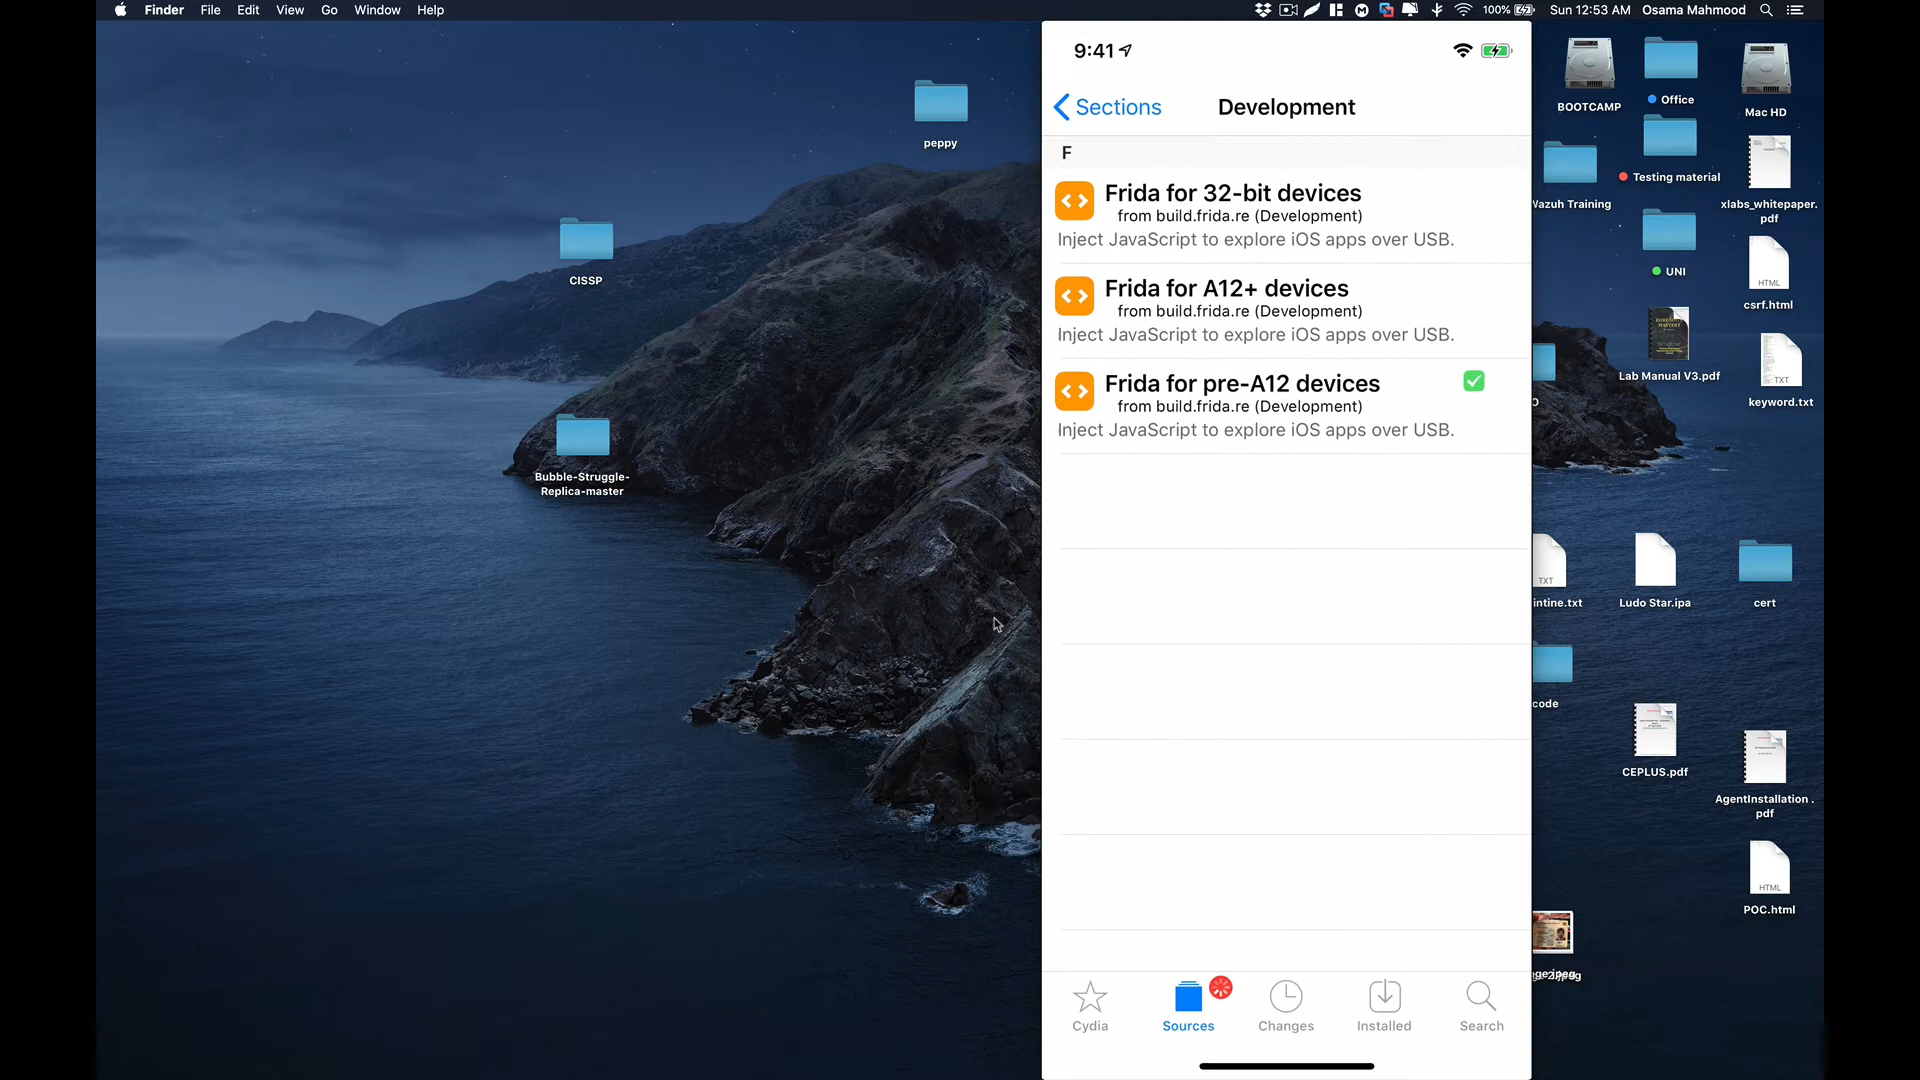 Finder File Edit View Go Window Help
100% Sun 12:53 AM Osama Mahmood
peppy
CISSP
Bubble-Struggle-
Replica-master
9:41
Sections
Development
F
Frida for 32-bit devices
from build.frida.re (Development)
Inject JavaScript to explore iOS apps over USB.
Frida for A12+ devices
from build.frida.re (Development)
Inject JavaScript to explore iOS apps over USB.
Frida for pre-A12 devices
from build.frida.re (Development)
Inject JavaScript to explore iOS apps over USB.
Cydia
Sources
Changes
Installed
Search
BOOTCAMP
Office
Mac HD
Wazuh Training
Testing material
xlabs_whitepaper.
pdf
UNI
HTML
csrf.html
Lab Manual V3.pdf
TXT
keyword.txt
O
TXT
intine.txt
Ludo Star.ipa
cert
code
CEPLUS.pdf
AgentInstallation .
pdf
HTML
POC.html